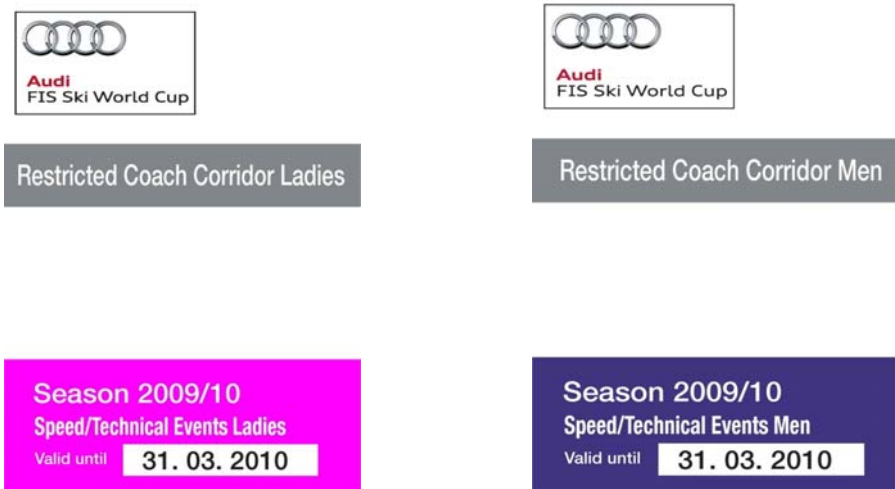 Audi
FIS Ski World Cup
Restricted Coach Corridor Ladies
Season 2009/10
Speed/Technical Events Ladies
Valid until 31. 03. 2010
Audi
FIS Ski World Cup
Restricted Coach Corridor Men
Season 2009/10
Speed/Technical Events Men
Valid until 31. 03. 2010